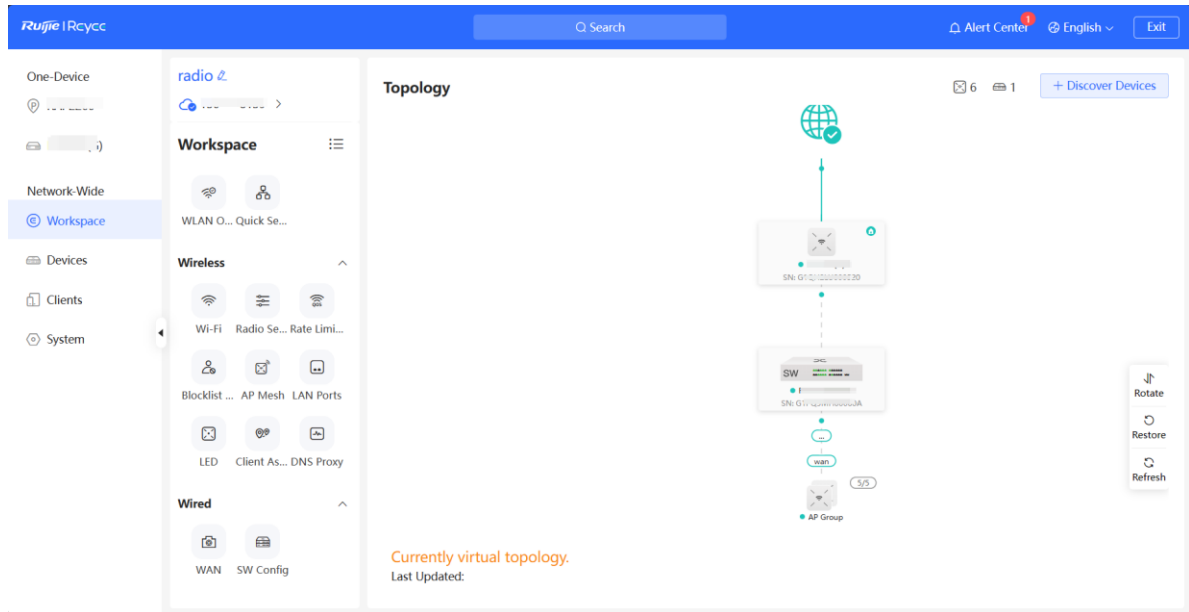 Ruijie | Rcycc
Search
Alert Center
1
English
Exit
One-Device
Network-Wide
Workspace
Devices
Clients
System
radio
Workspace
WLAN O... Quick Se...
Wireless
Wi-Fi Radio Se... Rate Limi...
Blocklist ... AP Mesh LAN Ports
LED Client As... DNS Proxy
Wired
WAN SW Config
Topology
6 1
+ Discover Devices
SN:
SW
SN:
...
wan
5/5
AP Group
Rotate
Restore
Refresh
Currently virtual topology.
Last Updated: